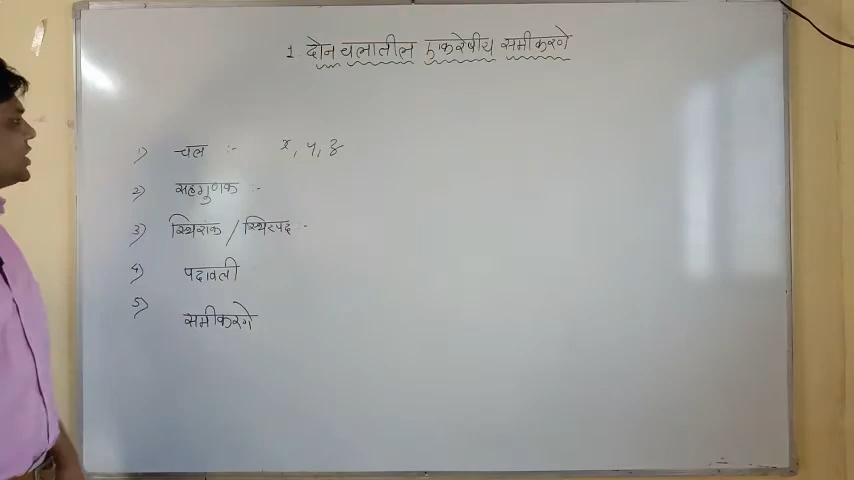 1. दोन चलातील एकरेषीय समीकरणे
1) चल :- x, y, z
2) सहगुणक :-
3) स्थिरांक / स्थिरपद :-
4) पदावली
5) समीकरणे